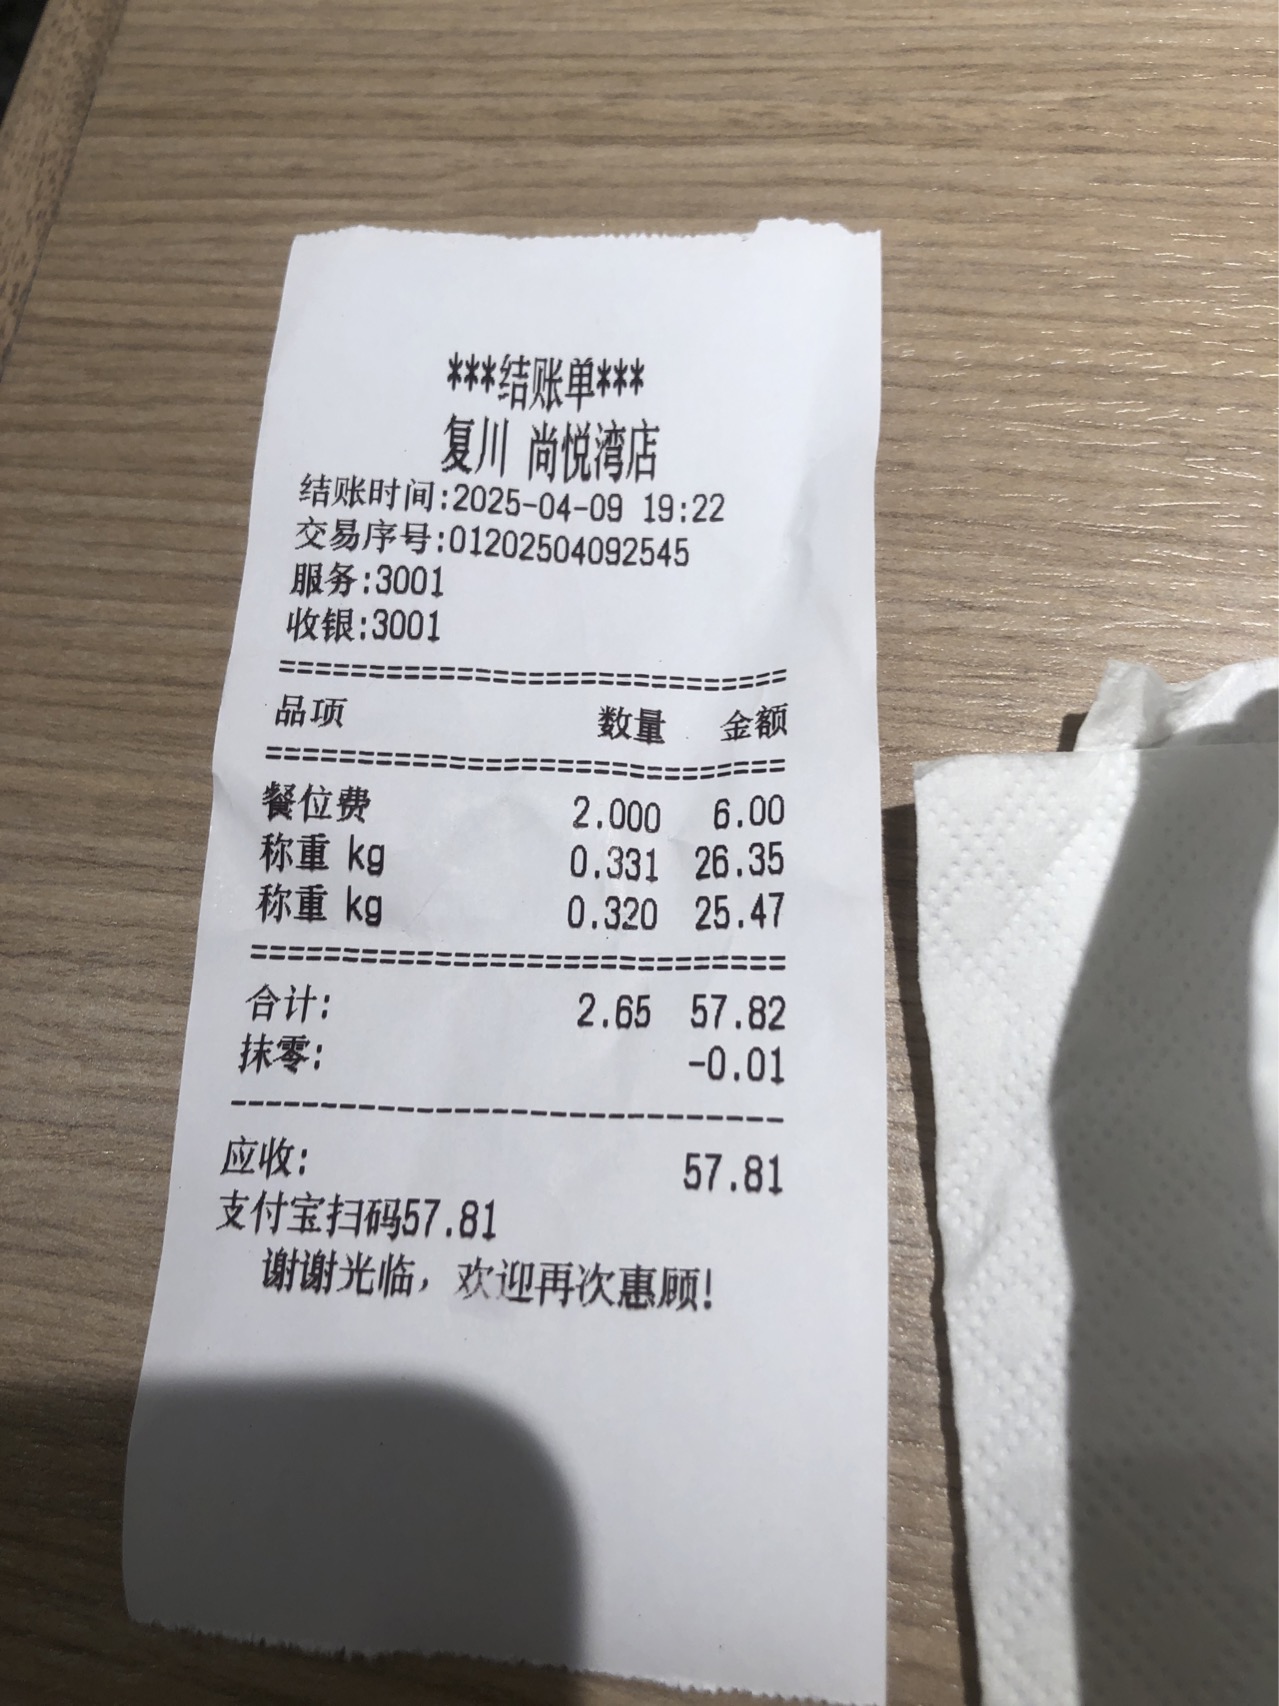 ***结账单***
复川 尚悦湾店
结账时间:2025-04-09 19:22
交易序号:01202504092545
服务:3001
收银:3001
============================
品项 数量 金额
============================
餐位费 2.000 6.00
称重 kg 0.331 26.35
称重 kg 0.320 25.47
============================
合计: 2.65 57.82
抹零: -0.01
----------------------------
应收: 57.81
支付宝扫码57.81
谢谢光临，欢迎再次惠顾!